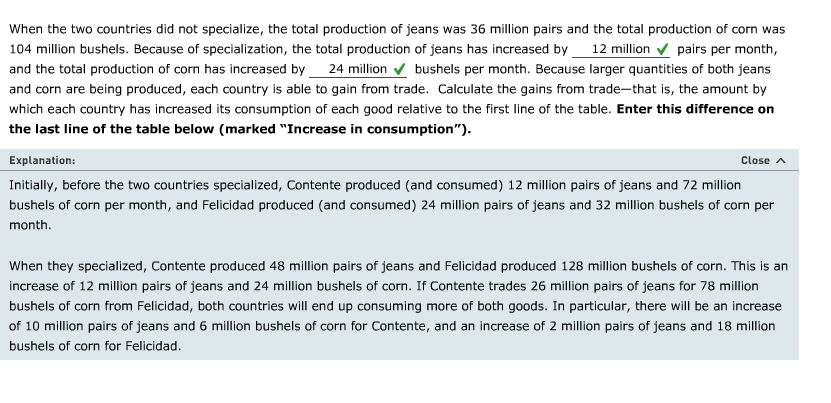 When the two countries did not specialize, the total production of jeans was 36 million pairs and the total production of corn was
104 million bushels. Because of specialization, the total production of jeans has increased by 12 million ✔ pairs per month,
and the total production of corn has increased by 24 million ✔ bushels per month. Because larger quantities of both jeans
and corn are being produced, each country is able to gain from trade. Calculate the gains from trade—that is, the amount by
which each country has increased its consumption of each good relative to the first line of the table. Enter this difference on
the last line of the table below (marked “Increase in consumption”).
Explanation: Close
Initially, before the two countries specialized, Contente produced (and consumed) 12 million pairs of jeans and 72 million
bushels of corn per month, and Felicidad produced (and consumed) 24 million pairs of jeans and 32 million bushels of corn per
month.
When they specialized, Contente produced 48 million pairs of jeans and Felicidad produced 128 million bushels of corn. This is an
increase of 12 million pairs of jeans and 24 million bushels of corn. If Contente trades 26 million pairs of jeans for 78 million
bushels of corn from Felicidad, both countries will end up consuming more of both goods. In particular, there will be an increase
of 10 million pairs of jeans and 6 million bushels of corn for Contente, and an increase of 2 million pairs of jeans and 18 million
bushels of corn for Felicidad.